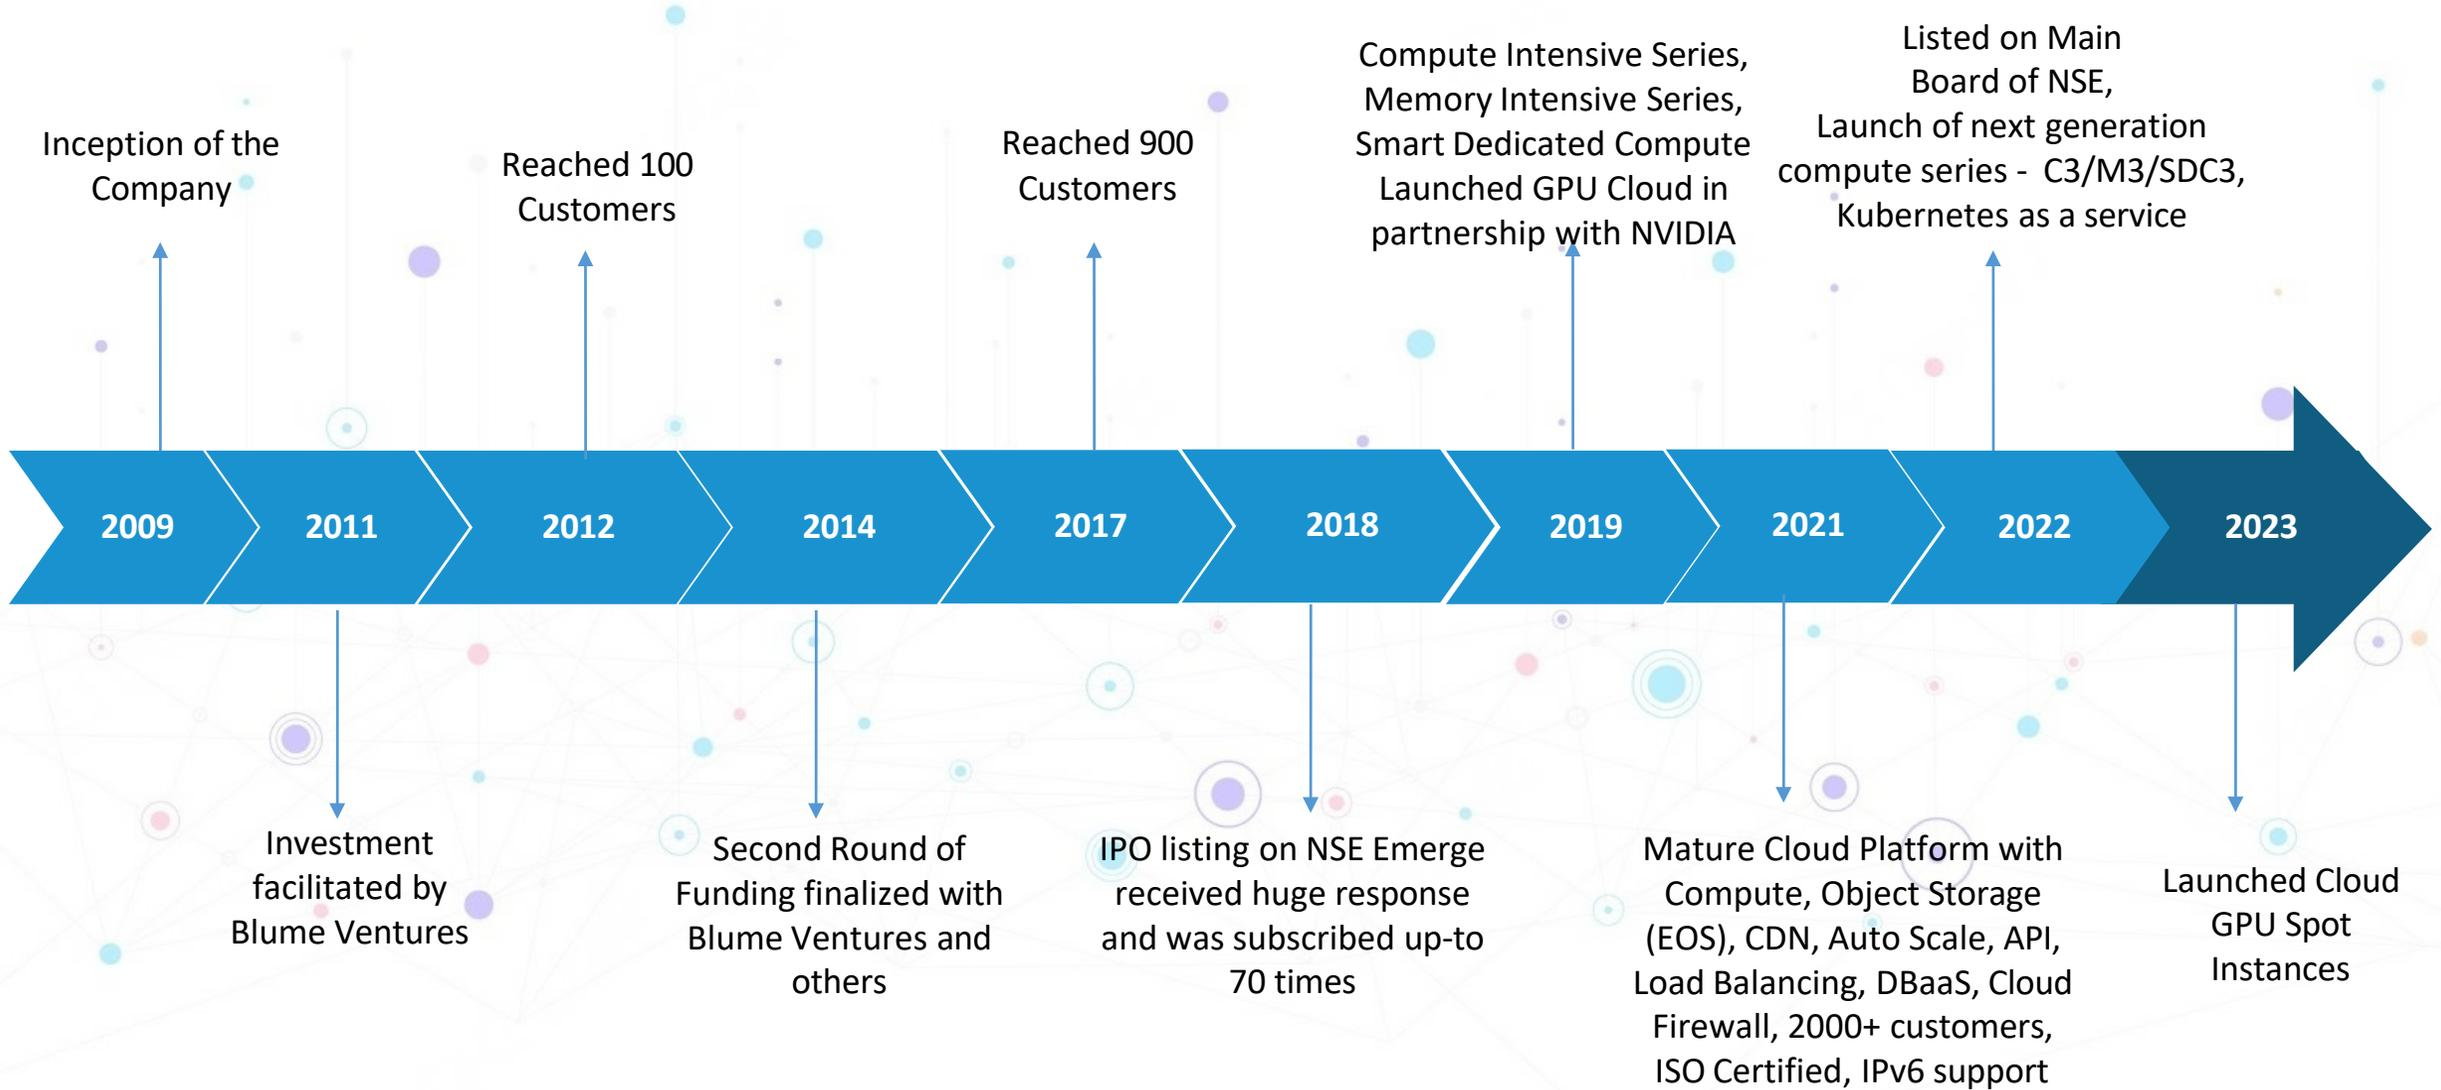 Inception of the
Company
Reached 100
Customers
Reached 900
Customers
Compute Intensive Series,
Memory Intensive Series,
Smart Dedicated Compute
Launched GPU Cloud in
partnership with NVIDIA
Listed on Main
Board of NSE,
Launch of next generation
compute series - C3/M3/SDC3,
Kubernetes as a service
2009
2011
2012
2014
2017
2018
2019
2021
2022
2023
Investment
facilitated by
Blume Ventures
Second Round of
Funding finalized with
Blume Ventures and
others
IPO listing on NSE Emerge
received huge response
and was subscribed up-to
70 times
Mature Cloud Platform with
Compute, Object Storage
(EOS), CDN, Auto Scale, API,
Load Balancing, DBaaS, Cloud
Firewall, 2000+ customers,
ISO Certified, IPv6 support
Launched Cloud
GPU Spot
Instances